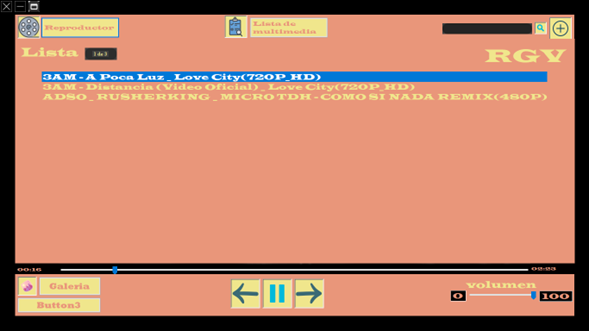 Reproductor
Lista de
multimedia
Lista
RGV
3AM - A Poca Luz _ Love City(720P_HD)
3AM - Distancia (Video Oficial) _ Love City(720P_HD)
ADSO _ RUSHERKING _ MICRO TDH - COMO SI NADA REMIX(480P)
00:16
02:23
Galeria
Button3
volumen
0
100